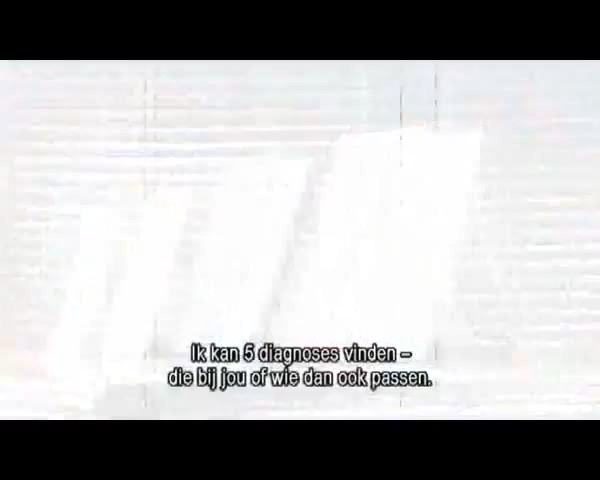 Ik kan 5 diagnoses vinden –
die bij jou of wie dan ook passen.